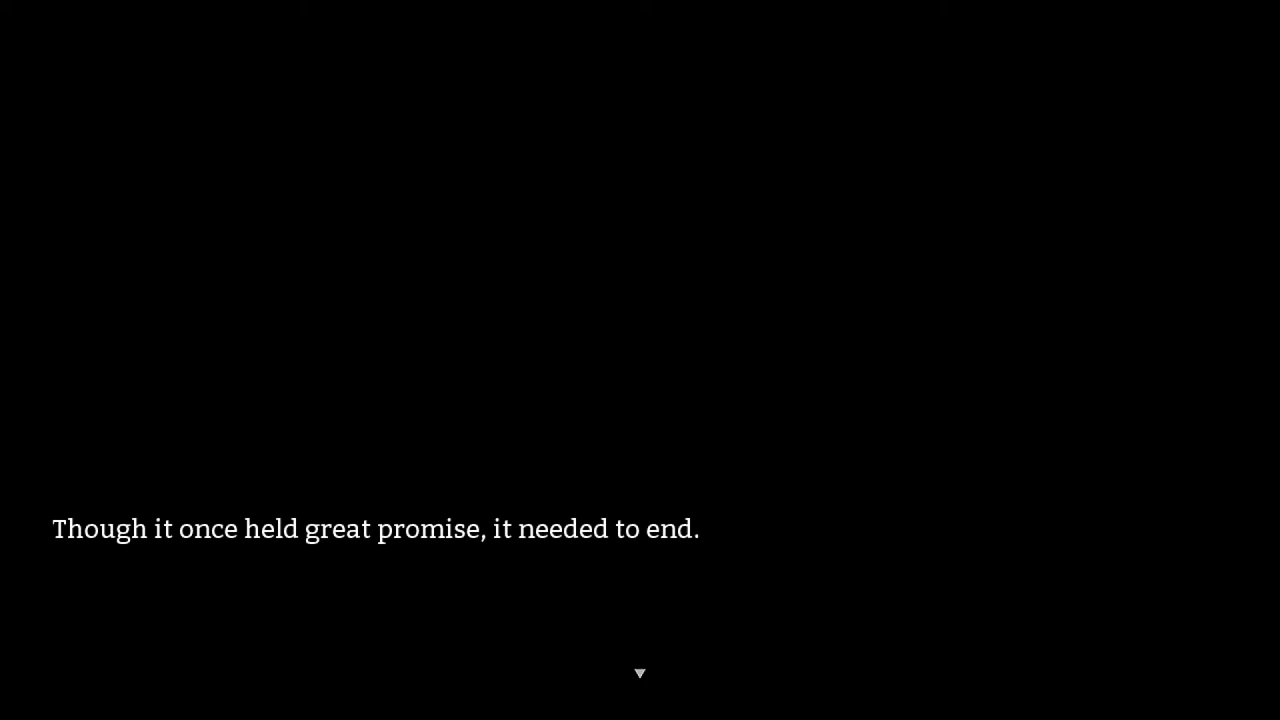 Though it once held great promise, it needed to end.